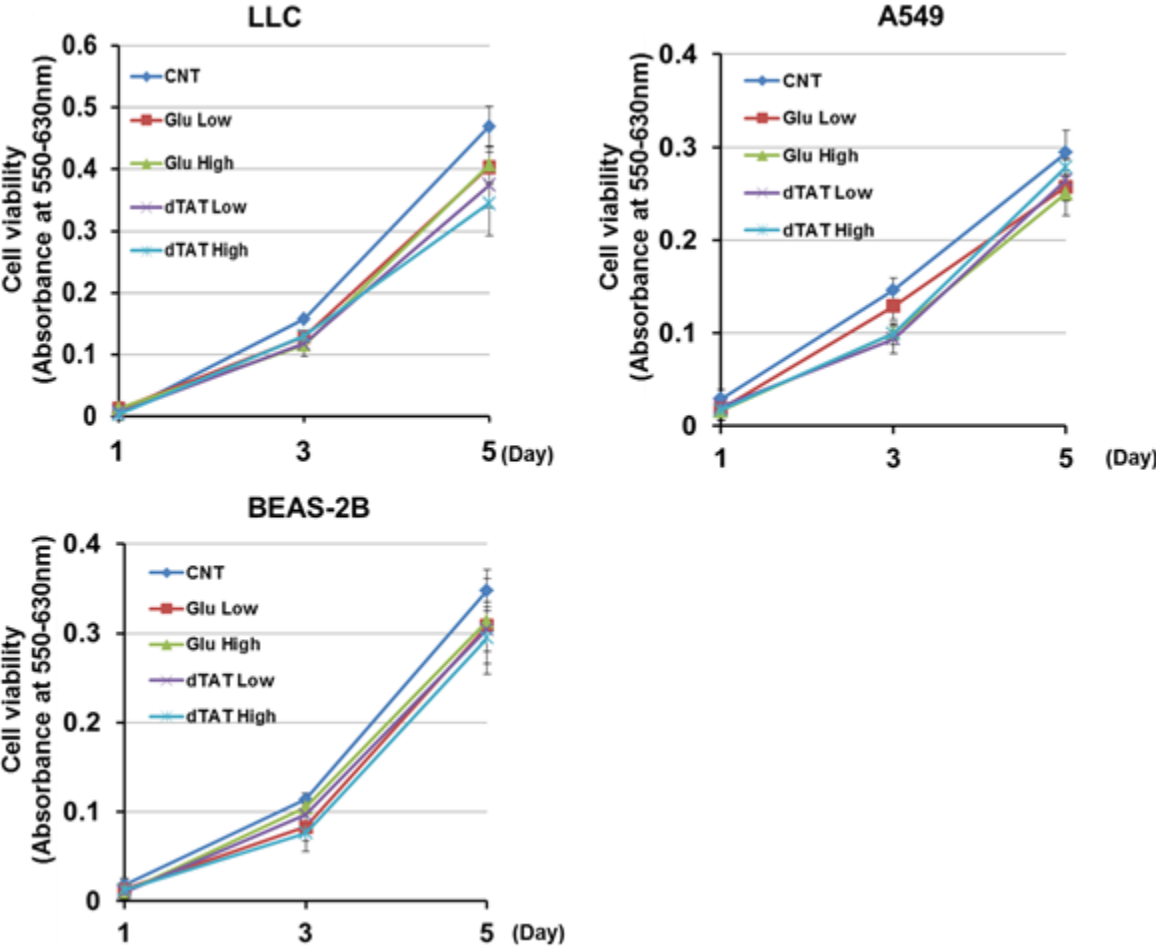 LLC
Cell viability
(Absorbance at 550-630nm)
0.6
0.5
0.4
0.3
0.2
0.1
0
CNT
Glu Low
Glu High
dTAT Low
dTAT High
1 3 5 (Day)
A549
Cell viability
(Absorbance at 550-630nm)
0.4
0.3
0.2
0.1
0
CNT
Glu Low
Glu High
dTAT Low
dTAT High
1 3 5 (Day)
BEAS-2B
Cell viability
(Absorbance at 550-630nm)
0.4
0.3
0.2
0.1
0
CNT
Glu Low
Glu High
dTAT Low
dTAT High
1 3 5 (Day)